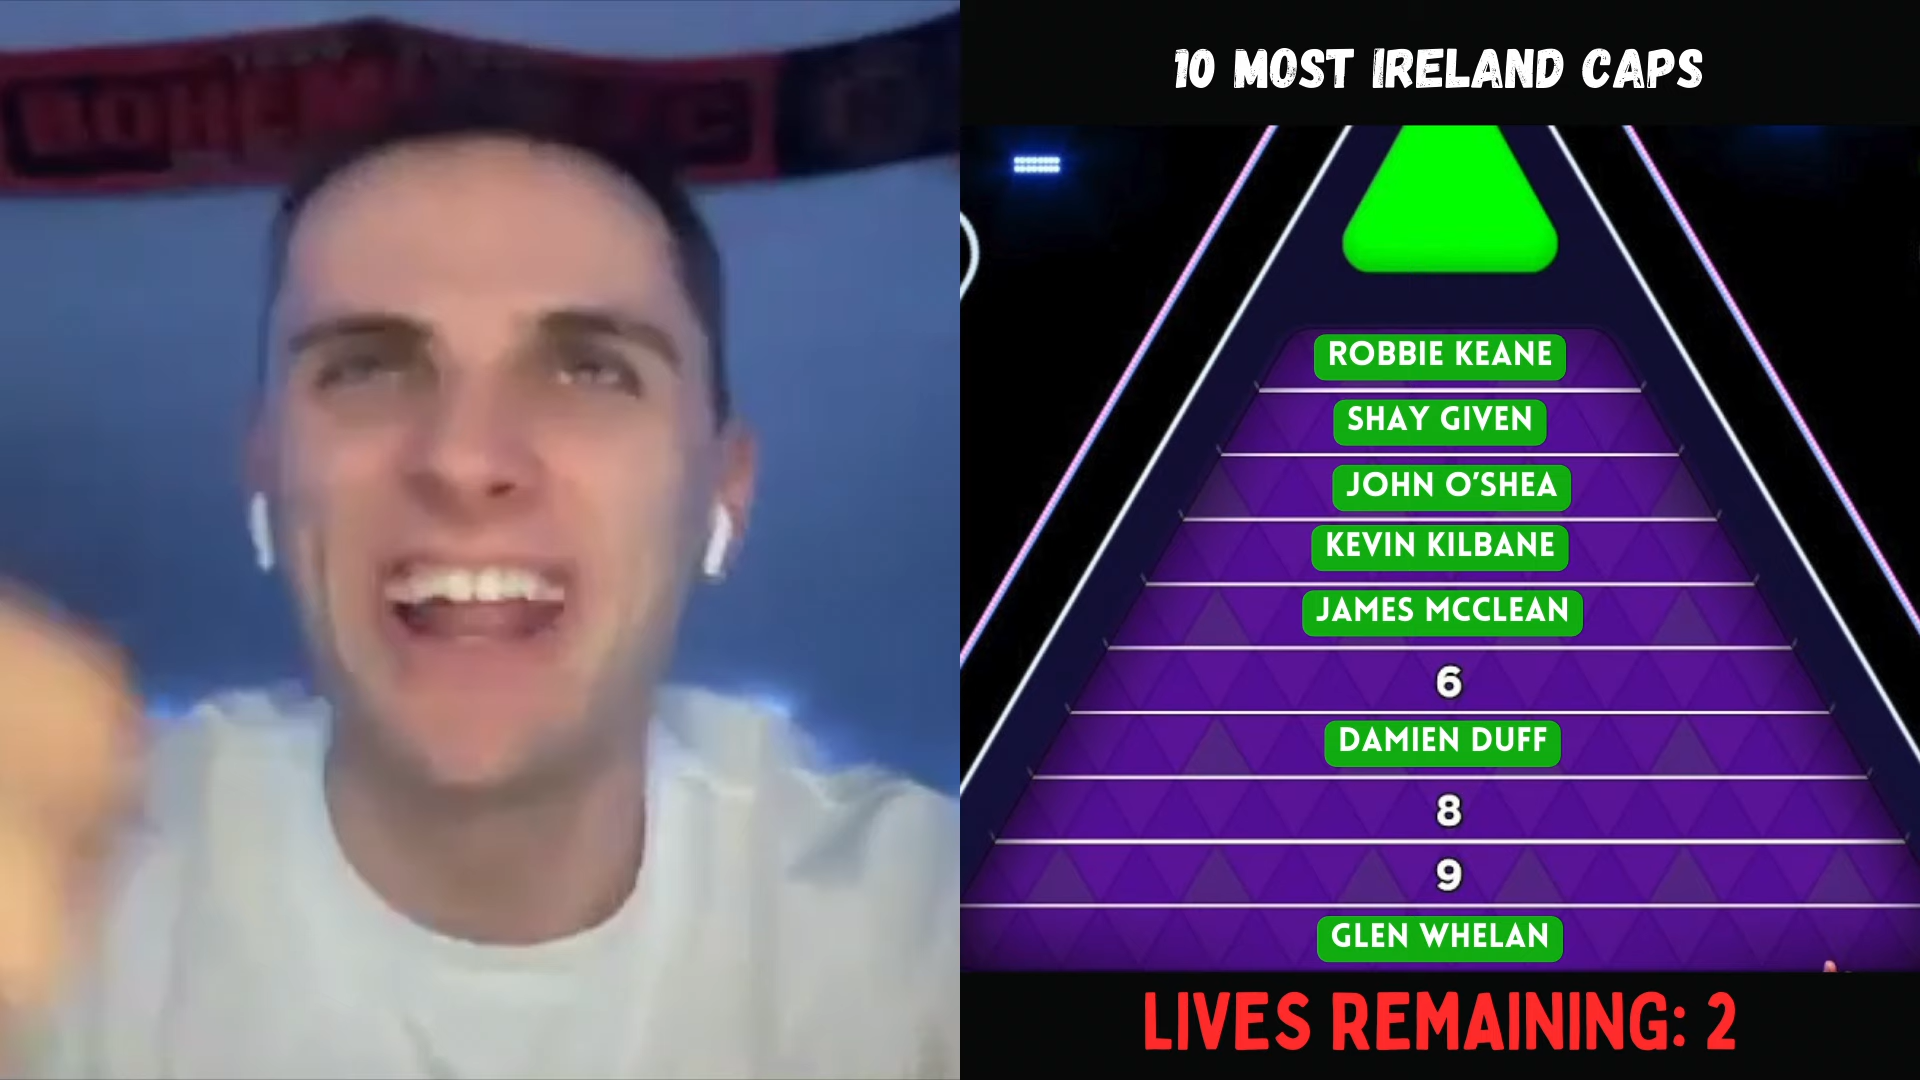 10 MOST IRELAND CAPS
ROBBIE KEANE
SHAY GIVEN
JOHN O'SHEA
KEVIN KILBANE
JAMES MCCLEAN
6
DAMIEN DUFF
8
9
GLEN WHELAN
LIVES REMAINING: 2